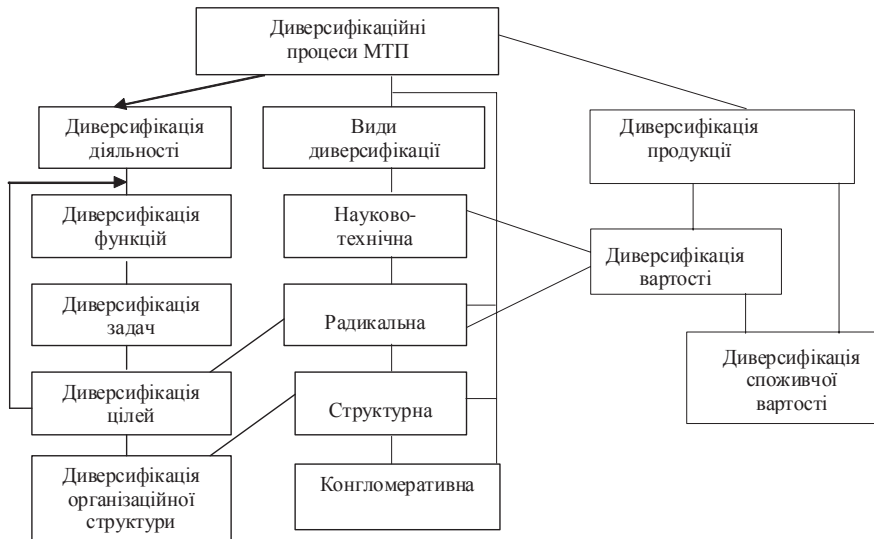 Диверсифікаційні
процеси МТП
Диверсифікація
діяльності
Види
диверсифікації
Диверсифікація
продукції
Диверсифікація
функцій
Науково-
технічна
Диверсифікація
вартості
Диверсифікація
задач
Радикальна
Диверсифікація
споживчої
вартості
Диверсифікація
цілей
Структурна
Диверсифікація
організаційної
структури
Конгломеративна